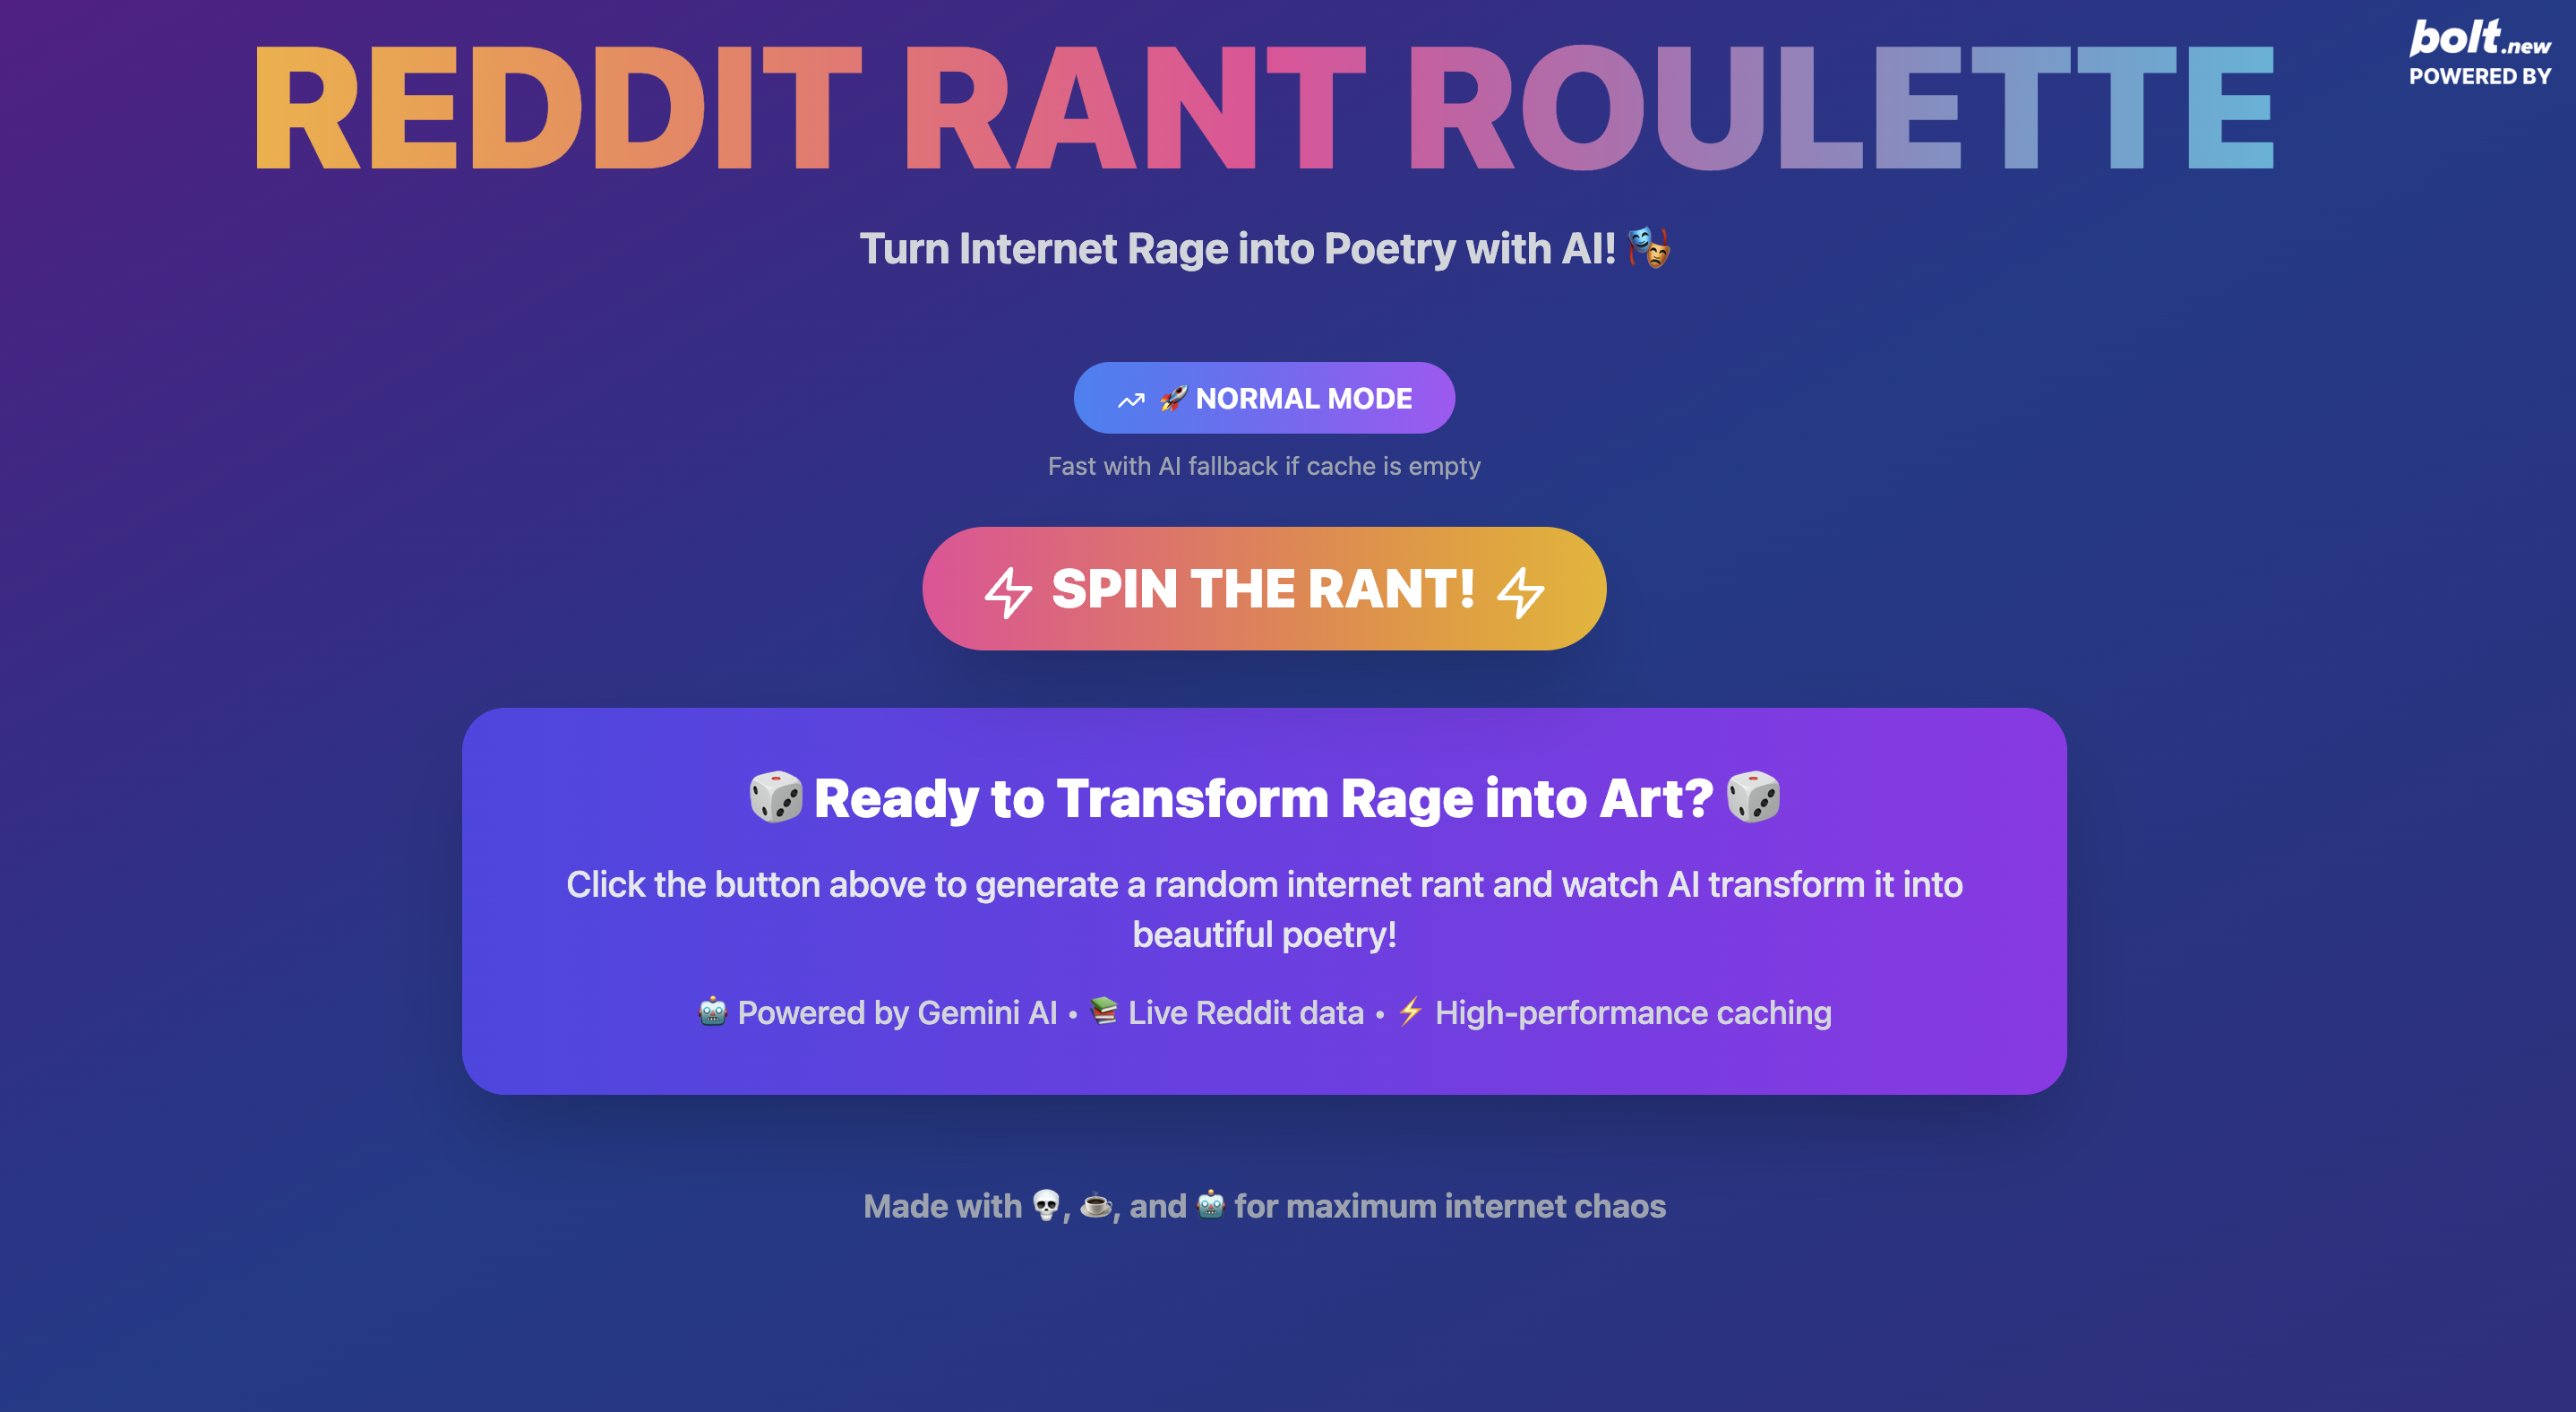 REDDIT RANT ROULETTE
bolt.new
POWERED BY
Turn Internet Rage into Poetry with AI! 🎭
🚀 NORMAL MODE
Fast with AI fallback if cache is empty
SPIN THE RANT!
🎲 Ready to Transform Rage into Art? 🎲
Click the button above to generate a random internet rant and watch AI transform it into
beautiful poetry!
🤖 Powered by Gemini AI • 📚 Live Reddit data • ⚡ High-performance caching
Made with 💀, ☕, and 🤖 for maximum internet chaos